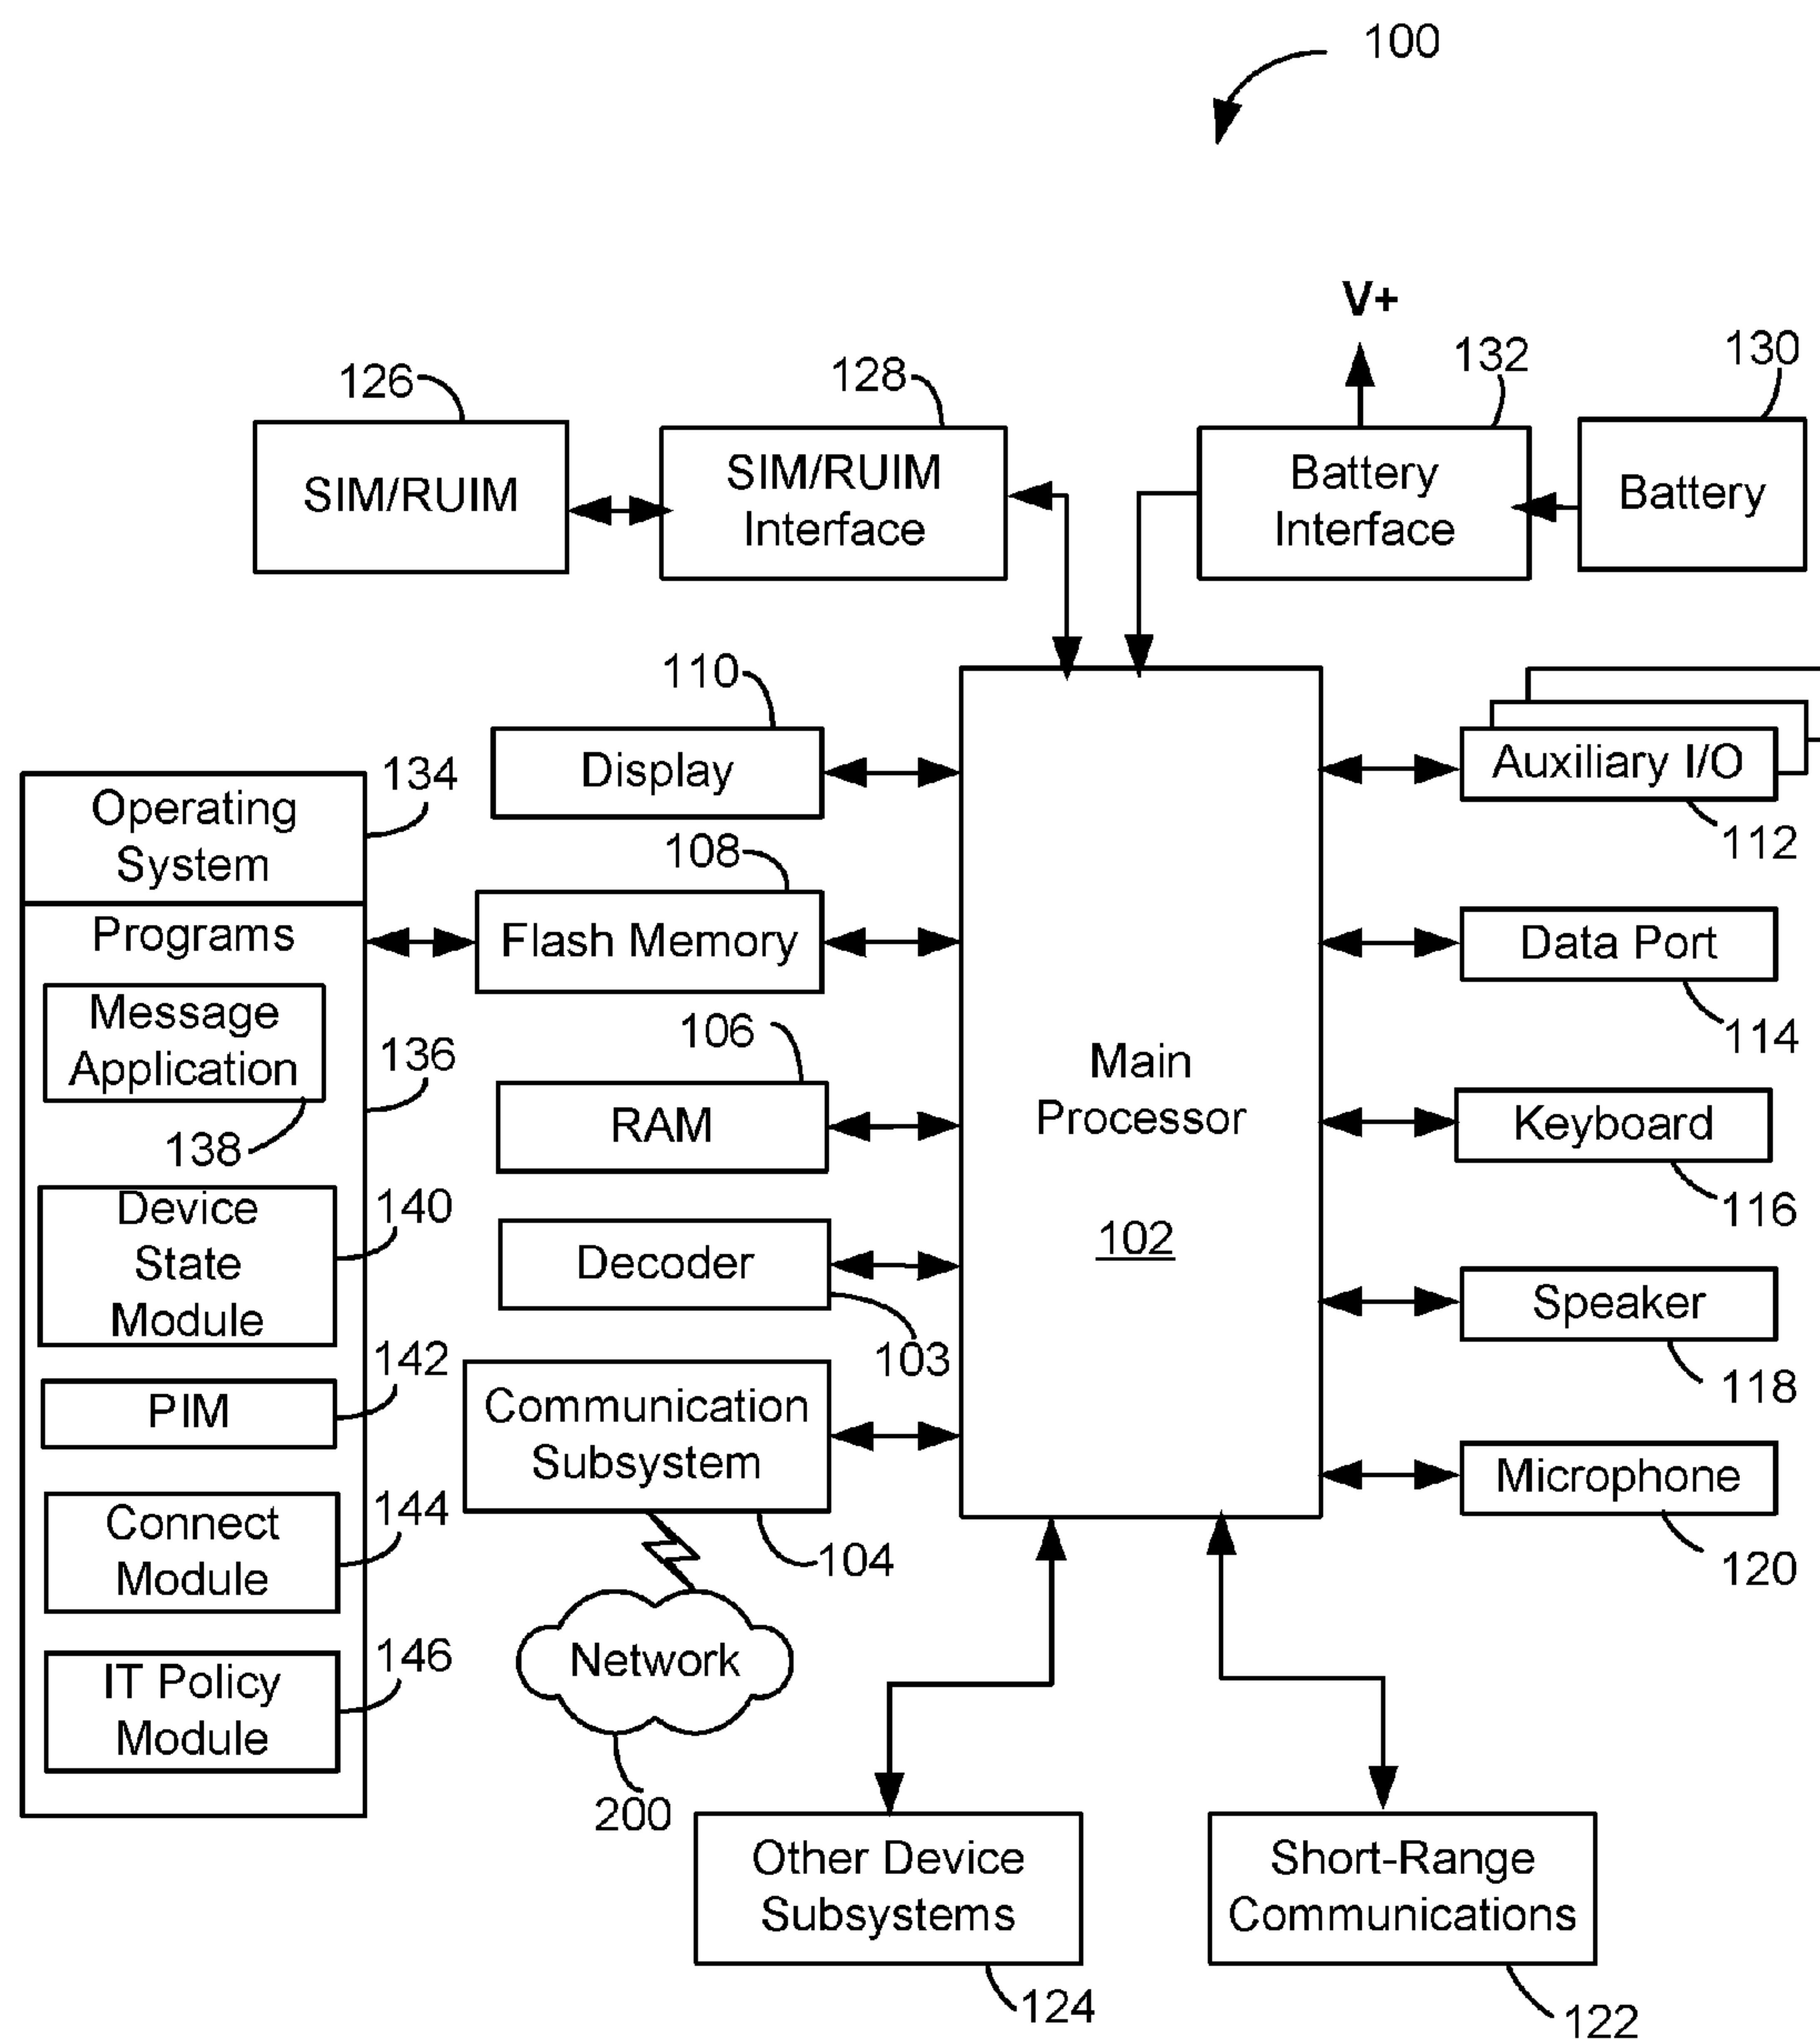 100
V+
126
128
132
130
SIM/RUIM
SIM/RUIM
Interface
Battery
Interface
Battery
110
Display
134
Operating
System
108
Flash Memory
Programs
Message
Application
138
136
106
RAM
Device
State
Module
140
Decoder
103
PIM
142
Communication
Subsystem
104
Connect
Module
144
Network
200
IT Policy
Module
146
Main
Processor
102
Auxiliary I/O
112
Data Port
114
Keyboard
116
Speaker
118
Microphone
120
Other Device
Subsystems
124
Short-Range
Communications
122